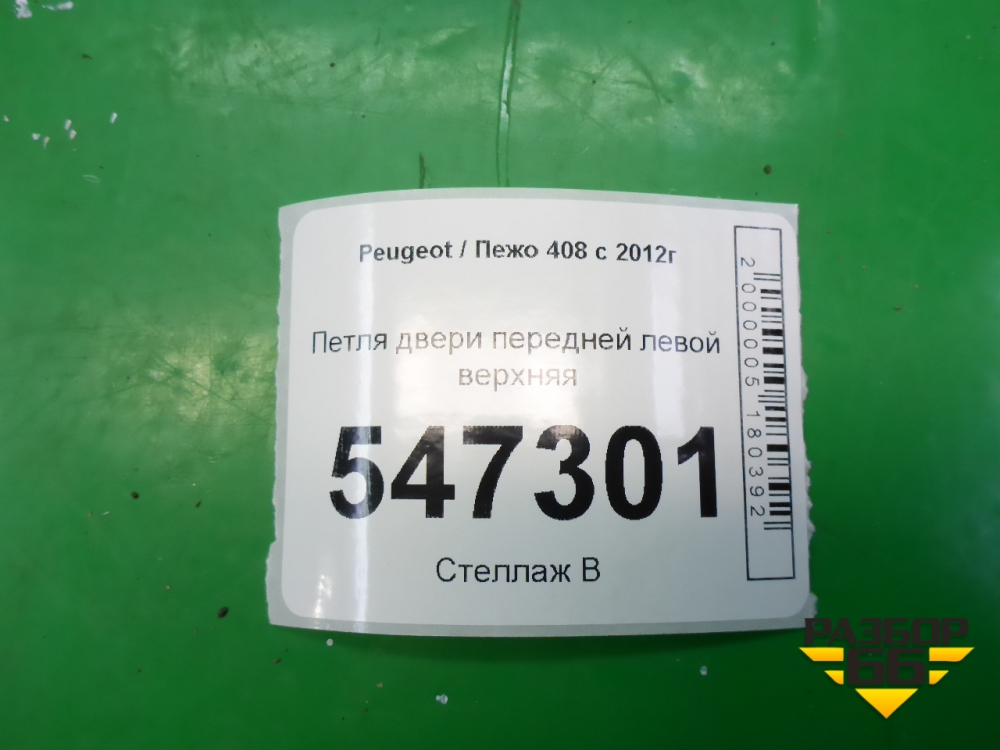 Peugeot / Пежо 408 с 2012г
Петля двери передней левой
верхняя
547301
Стеллаж В
2000005180392
РАЗБОР
66